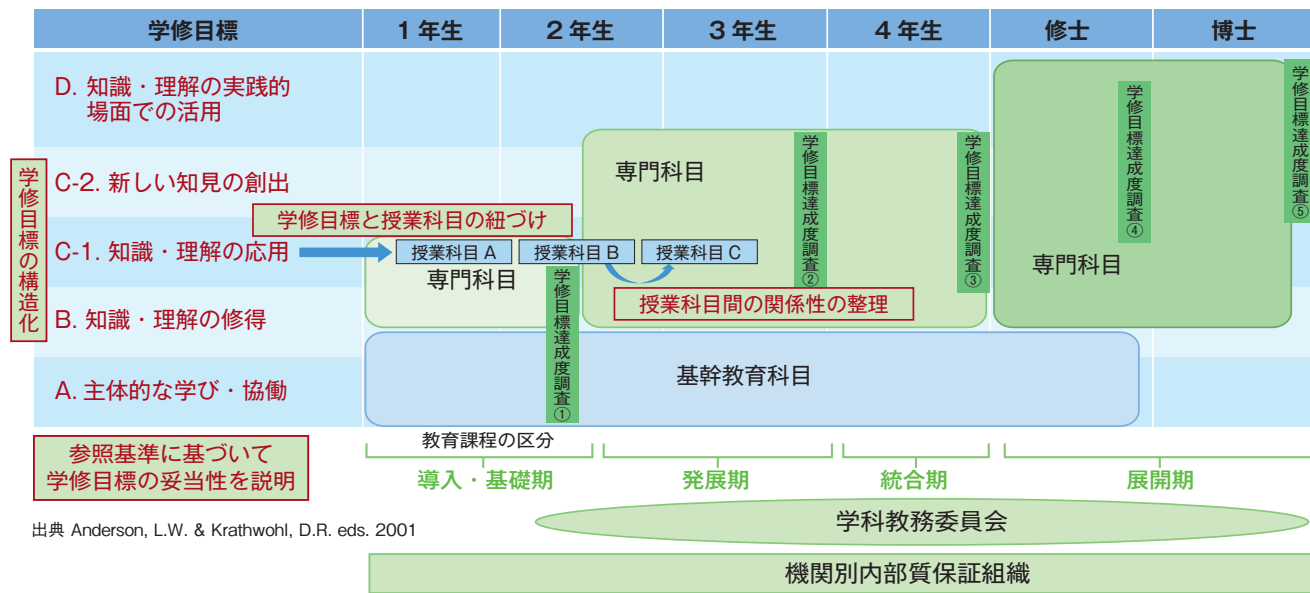 学修目標
1 年生
2 年生
3 年生
4 年生
修士
博士
D. 知識・理解の実践的
場面での活用
C-2. 新しい知見の創出
C-1. 知識・理解の応用
B. 知識・理解の修得
A. 主体的な学び・協働
学修目標の構造化
学修目標と授業科目の紐づけ
授業科目 A
授業科目 B
授業科目 C
専門科目
専門科目
専門科目
授業科目間の関係性の整理
基幹教育科目
学修目標達成度調査①
学修目標達成度調査②
学修目標達成度調査③
学修目標達成度調査④
学修目標達成度調査⑤
参照基準に基づいて
学修目標の妥当性を説明
教育課程の区分
導入・基礎期
発展期
統合期
展開期
出典 Anderson, L.W. & Krathwohl, D.R. eds. 2001
学科教務委員会
機関別内部質保証組織